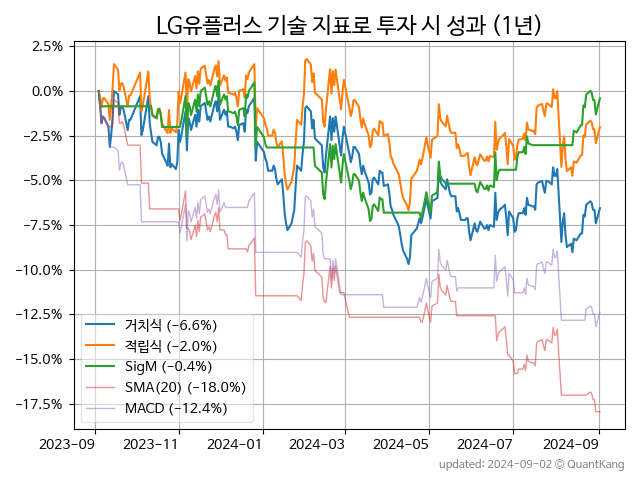 LG유플러스 기술 지표로 투자 시 성과 (1년)
2.5%
0.0%
−2.5%
−5.0%
−7.5%
−10.0%
−12.5%
−15.0%
−17.5%
거치식 (−6.6%)
적립식 (−2.0%)
SigM (−0.4%)
SMA(20) (−18.0%)
MACD (−12.4%)
2023-09 2023-11 2024-01 2024-03 2024-05 2024-07 2024-09
updated: 2024-09-02 © QuantKang